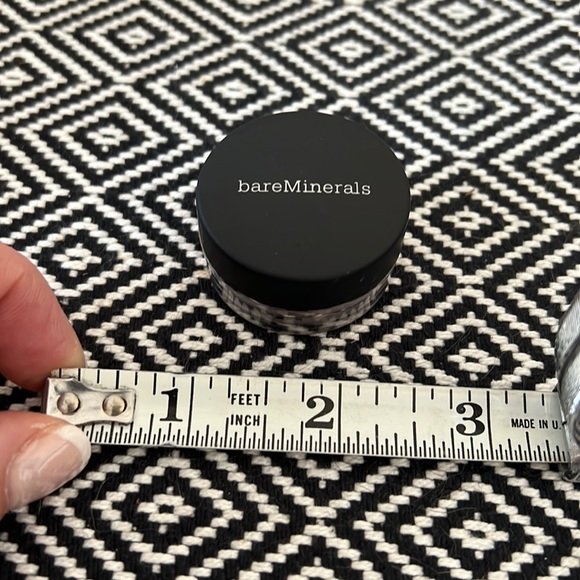 bareMinerals
1 FEET INCH 2 3 MADE IN U.